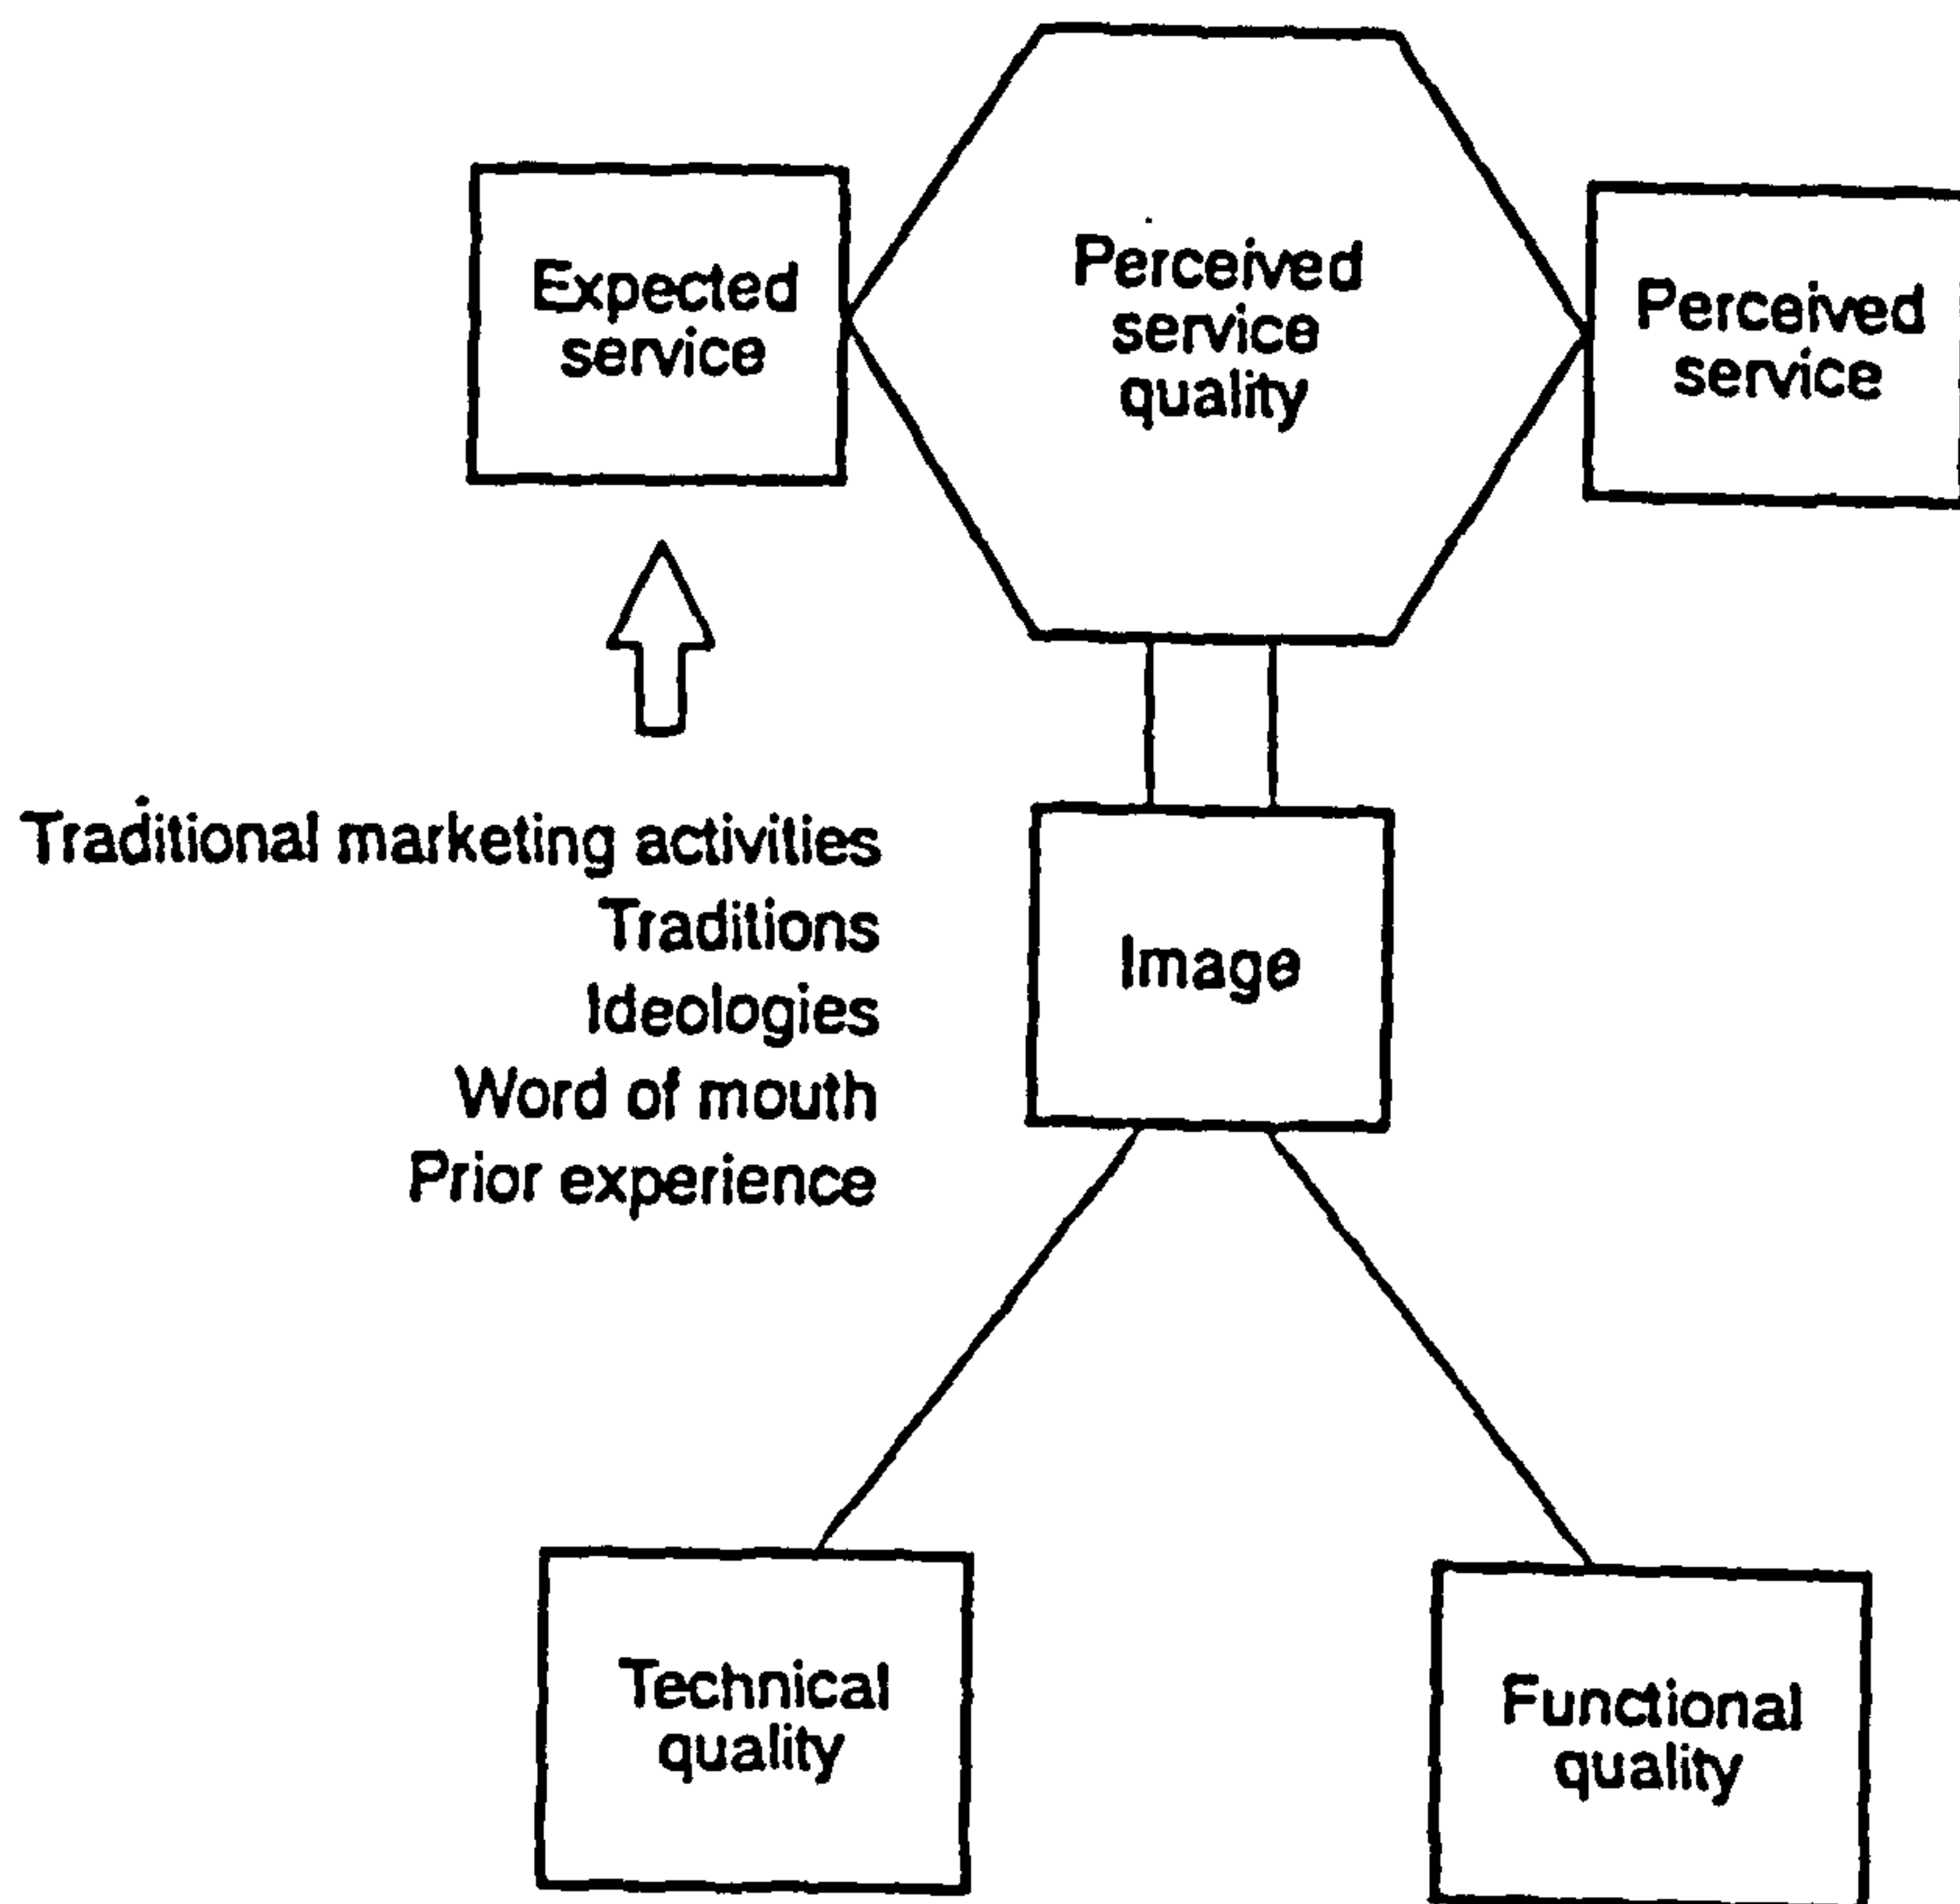 Expected
service
Perceived
service
quality
Perceived
service
Traditional marketing activities
Traditions
Ideologies
Word of mouth
Prior experience
Image
Technical
quality
Functional
quality